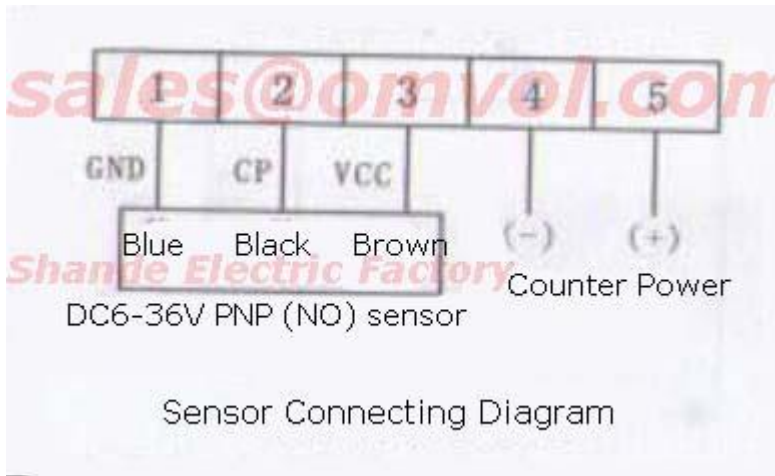 sales@omvol.com
1 2 3 4 5
GND CP VCC
Blue Black Brown (-) (+)
Shande Electric Factory
Counter Power
DC6-36V PNP (NO) sensor
Sensor Connecting Diagram